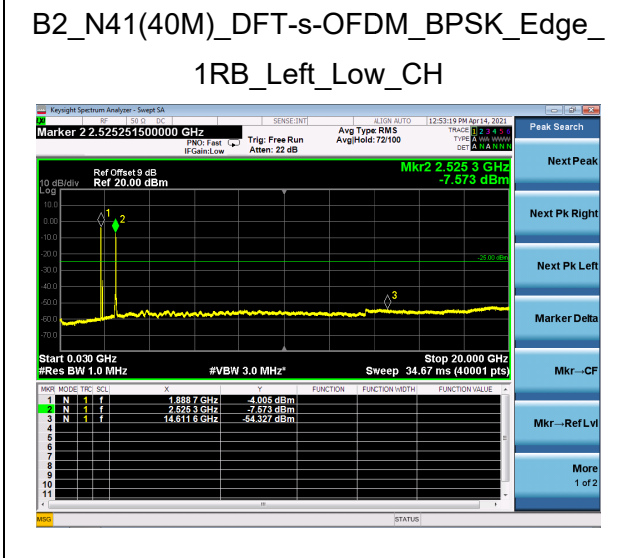 B2_N41(40M)_DFT-s-OFDM_BPSK_Edge_
1RB_Left_Low_CH
Keysight Spectrum Analyzer - Swept SA
RF 50 Ω DC SENSE:INT ALIGN AUTO 12:53:19 PM Apr 14, 2021
Marker 2 2.525251500000 GHz
PNO: Fast
IFGain:Low
Trig: Free Run
Atten: 22 dB
Avg Type: RMS
Avg|Hold: 72/100
TRACE 1 2 3 4 5 6
TYPE A WA WWWW
DET A N A N N N
Peak Search
Ref Offset 9 dB
10 dB/div Ref 20.00 dBm
Log
Mkr2 2.525 3 GHz
-7.573 dBm
10.0
0.00
-10.0
-20.0
-30.0
-40.0
-50.0
-60.0
-70.0
-25.00 dBm
1
2
3
Start 0.030 GHz
Stop 20.000 GHz
#Res BW 1.0 MHz #VBW 3.0 MHz* Sweep 34.67 ms (40001 pts)
MKR MODE TRC SCL X Y FUNCTION FUNCTION WIDTH FUNCTION VALUE
1 N 1 f 1.888 7 GHz -4.005 dBm
2 N 1 f 2.525 3 GHz -7.573 dBm
3 N 1 f 14.611 6 GHz -54.327 dBm
4
5
6
7
8
9
10
11
MSG STATUS
Next Peak
Next Pk Right
Next Pk Left
Marker Delta
Mkr→CF
Mkr→Ref Lvl
More
1 of 2